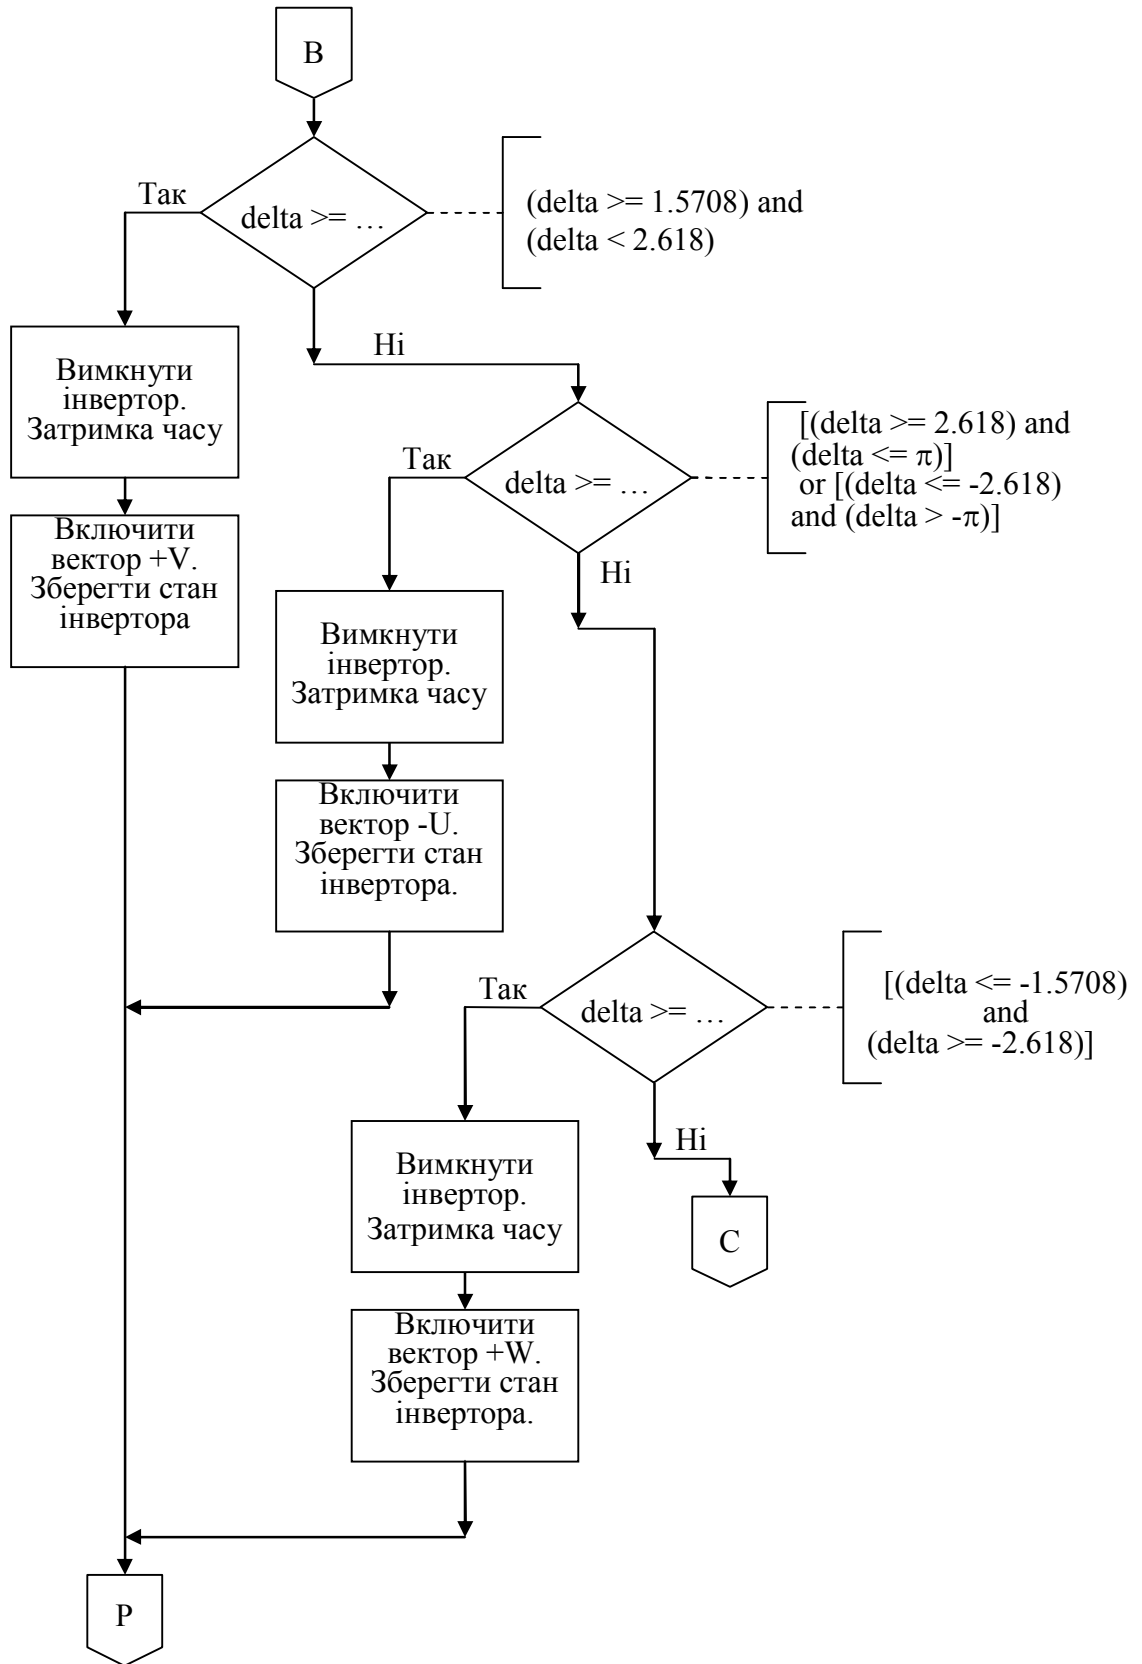 В
Так
delta >= …
(delta >= 1.5708) and
(delta < 2.618)
Ні
Вимкнути
інвертор.
Затримка часу
Включити
вектор +V.
Зберегти стан
інвертора
Так
delta >= …
[(delta >= 2.618) and
(delta <= π)]
or [(delta <= -2.618)
and (delta > -π)]
Ні
Вимкнути
інвертор.
Затримка часу
Включити
вектор -U.
Зберегти стан
інвертора.
Так
delta >= …
[(delta <= -1.5708)
and
(delta >= -2.618)]
Ні
С
Вимкнути
інвертор.
Затримка часу
Включити
вектор +W.
Зберегти стан
інвертора.
Р